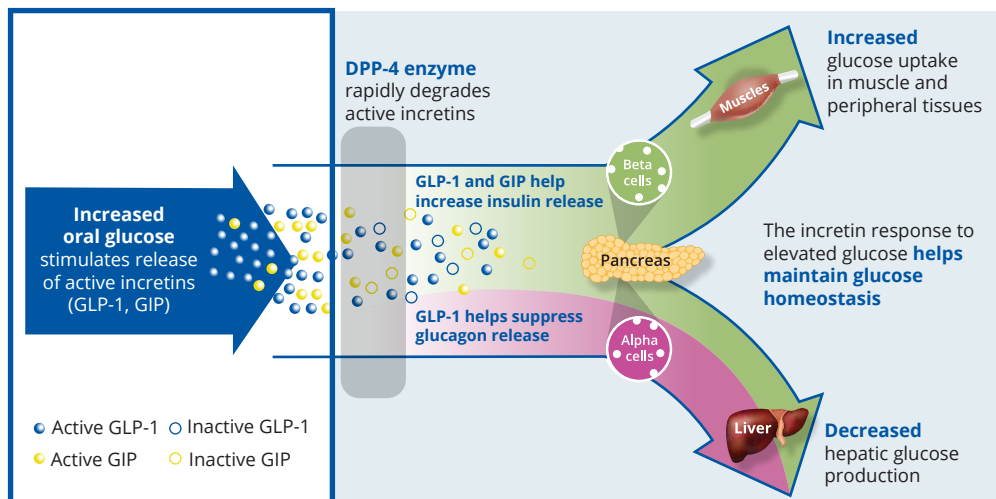 Increased
oral glucose
stimulates release
of active incretins
(GLP-1, GIP)
DPP-4 enzyme
rapidly degrades
active incretins
GLP-1 and GIP help
increase insulin release
GLP-1 helps suppress
glucagon release
Beta
cells
Pancreas
Alpha
cells
Muscles
Increased
glucose uptake
in muscle and
peripheral tissues
The incretin response to
elevated glucose helps
maintain glucose
homeostasis
Liver
Decreased
hepatic glucose
production
Active GLP-1
Inactive GLP-1
Active GIP
Inactive GIP